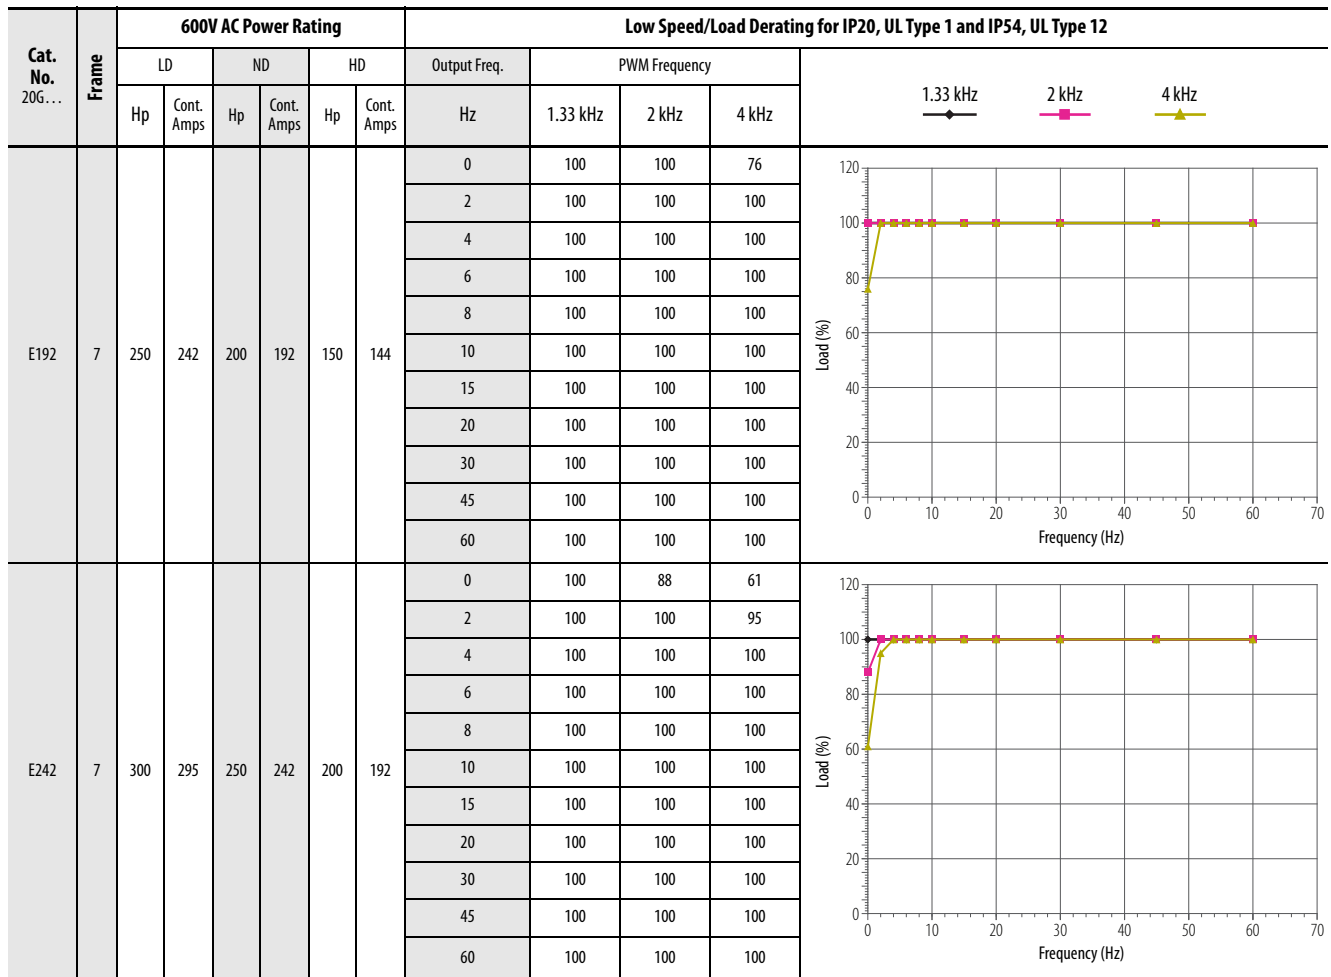 Cat. No. 20G… Frame 600V AC Power Rating Low Speed/Load Derating for IP20, UL Type 1 and IP54, UL Type 12
LD ND HD Output Freq. PWM Frequency
Hp Cont. Amps Hp Cont. Amps Hp Cont. Amps Hz 1.33 kHz 2 kHz 4 kHz
1.33 kHz 2 kHz 4 kHz
E192 7 250 242 200 192 150 144
0 100 100 76
2 100 100 100
4 100 100 100
6 100 100 100
8 100 100 100
10 100 100 100
15 100 100 100
20 100 100 100
30 100 100 100
45 100 100 100
60 100 100 100
Load (%)
120
100
80
60
40
20
0
0 10 20 30 40 50 60 70
Frequency (Hz)
E242 7 300 295 250 242 200 192
0 100 88 61
2 100 100 95
4 100 100 100
6 100 100 100
8 100 100 100
10 100 100 100
15 100 100 100
20 100 100 100
30 100 100 100
45 100 100 100
60 100 100 100
Load (%)
120
100
80
60
40
20
0
0 10 20 30 40 50 60 70
Frequency (Hz)